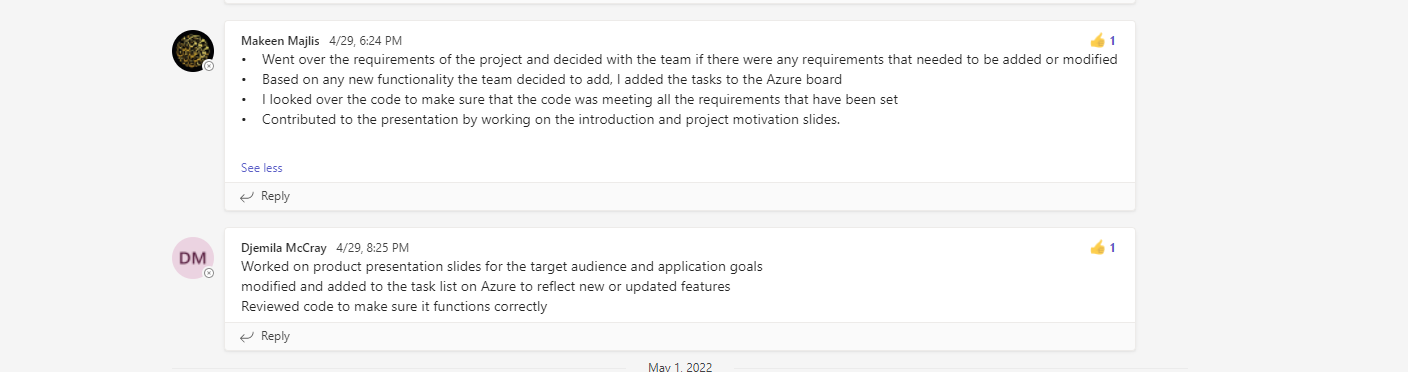 Makeen Majlis 4/29, 6:24 PM 1
• Went over the requirements of the project and decided with the team if there were any requirements that needed to be added or modified
• Based on any new functionality the team decided to add, I added the tasks to the Azure board
• I looked over the code to make sure that the code was meeting all the requirements that have been set
• Contributed to the presentation by working on the introduction and project motivation slides.
See less
Reply
DM
Djemila McCray 4/29, 8:25 PM 1
Worked on product presentation slides for the target audience and application goals
modified and added to the task list on Azure to reflect new or updated features
Reviewed code to make sure it functions correctly
Reply
May 1, 2022